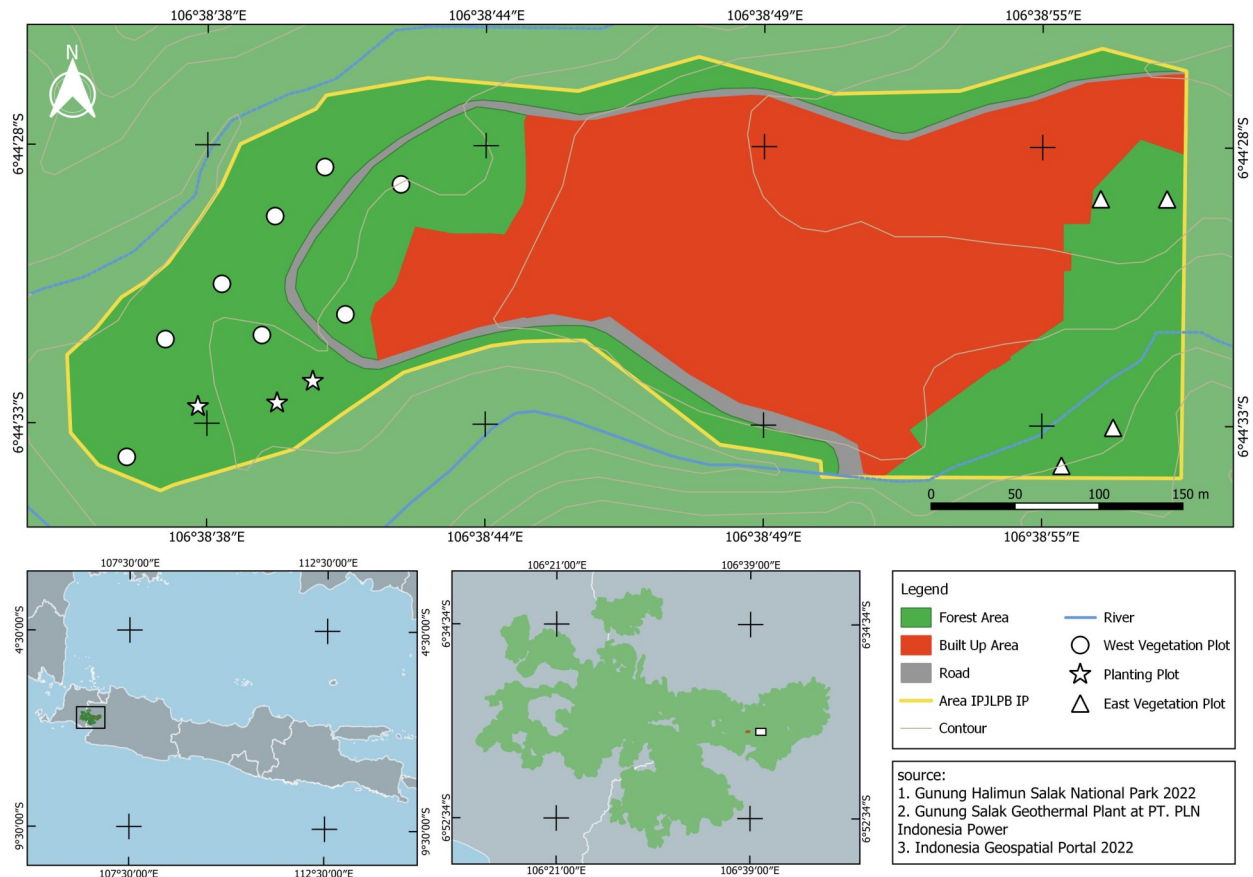 106°38'38"E 106°38'44"E 106°38'49"E 106°38'55"E
N
6°44'28"S 6°44'28"S
6°44'33"S 6°44'33"S
0 50 100 150 m
106°38'38"E 106°38'44"E 106°38'49"E 106°38'55"E
107°30'00"E 112°30'00"E
4°30'00"S 4°30'00"S
9°30'00"S 9°30'00"S
107°30'00"E 112°30'00"E
106°21'00"E 106°39'00"E
6°34'34"S 6°34'34"S
6°52'34"S 6°52'34"S
106°21'00"E 106°39'00"E
Legend
Forest Area
Built Up Area
Road
Area IPJLPB IP
Contour
River
West Vegetation Plot
Planting Plot
East Vegetation Plot
source:
1. Gunung Halimun Salak National Park 2022
2. Gunung Salak Geothermal Plant at PT. PLN
Indonesia Power
3. Indonesia Geospatial Portal 2022